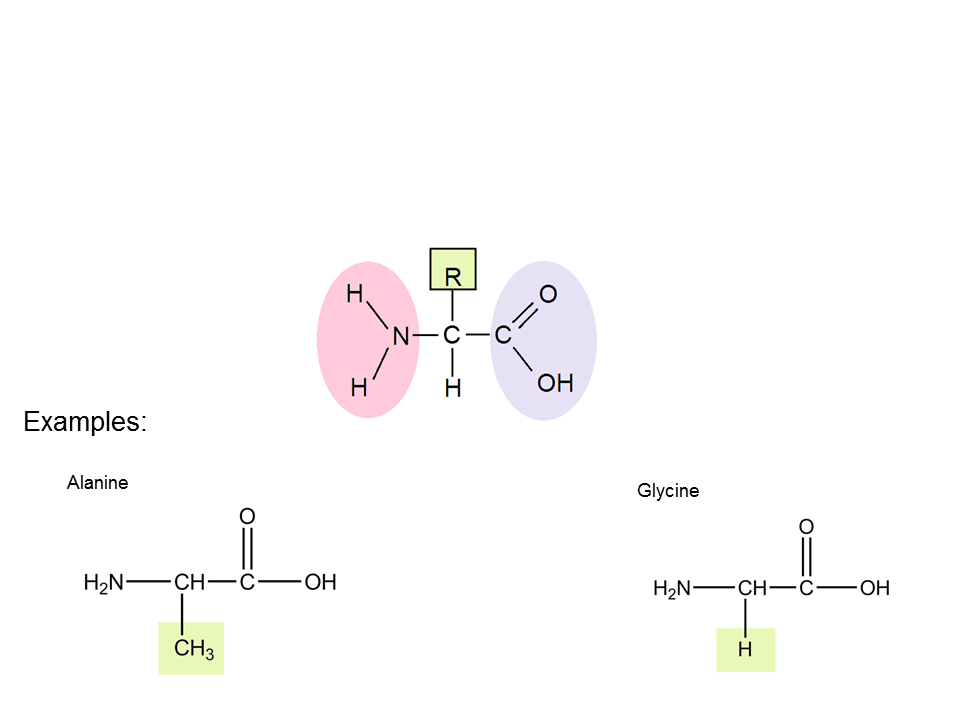 R
H O
N C C
H H OH
Examples:
Alanine
O
H₂N CH C OH
CH₃
Glycine
O
H₂N CH C OH
H